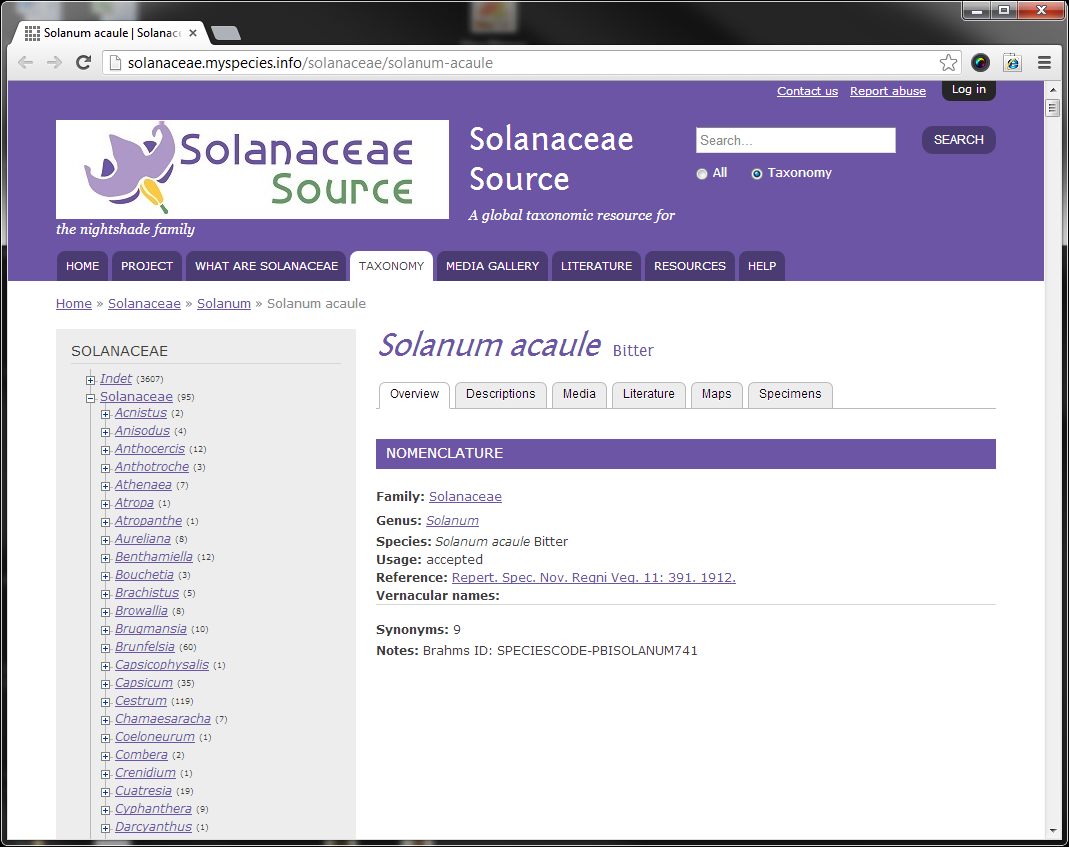 Solanum acaule | Solanac
solanaceae.myspecies.info/solanaceae/solanum-acaule
Contact us Report abuse Log in
Solanaceae
Source
Solanaceae
Source
Search...
SEARCH
All Taxonomy
A global taxonomic resource for
the nightshade family
HOME PROJECT WHAT ARE SOLANACEAE TAXONOMY MEDIA GALLERY LITERATURE RESOURCES HELP
Home » Solanaceae » Solanum » Solanum acaule
SOLANACEAE
Indet (3607)
Solanaceae (95)
Acnistus (2)
Anisodus (4)
Anthocercis (12)
Anthotroche (3)
Athenaea (7)
Atropa (1)
Atropanthe (1)
Aureliana (8)
Benthamiella (12)
Bouchetia (3)
Brachistus (5)
Browallia (8)
Brugmansia (10)
Brunfelsia (60)
Capsicophysalis (1)
Capsicum (35)
Cestrum (119)
Chamaesaracha (7)
Coeloneurum (1)
Combera (2)
Crenidium (1)
Cuatresia (19)
Cyphanthera (9)
Darcyanthus (1)
Solanum acaule Bitter
Overview Descriptions Media Literature Maps Specimens
NOMENCLATURE
Family: Solanaceae
Genus: Solanum
Species: Solanum acaule Bitter
Usage: accepted
Reference: Repert. Spec. Nov. Regni Veg. 11: 391. 1912.
Vernacular names:
Synonyms: 9
Notes: Brahms ID: SPECIESCODE-PBISOLANUM741